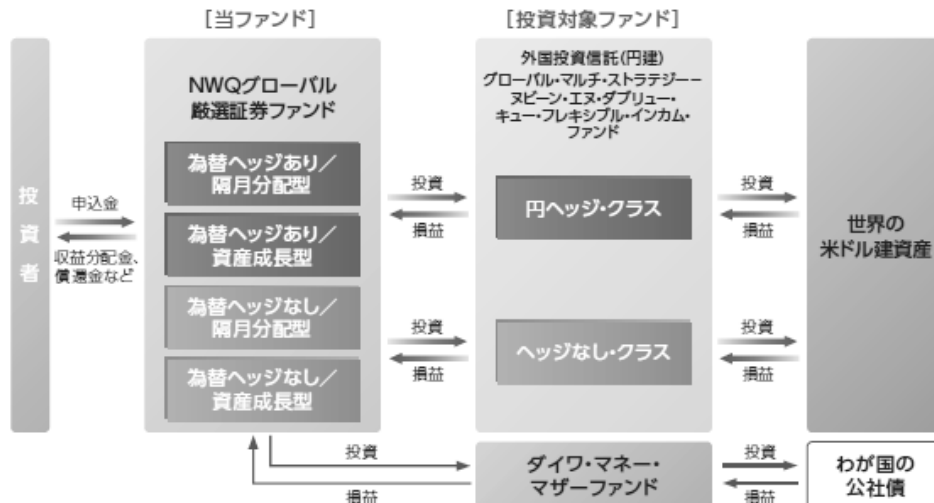 [当ファンド]
[投資対象ファンド]
投資者
申込金
収益分配金、
償還金など
NWQグローバル
厳選証券ファンド
為替ヘッジあり／
隔月分配型
為替ヘッジあり／
資産成長型
為替ヘッジなし／
隔月分配型
為替ヘッジなし／
資産成長型
投資
損益
投資
損益
外国投資信託(円建)
グローバル・マルチ・ストラテジー－
ヌビーン・エヌ・ダブリュー・
キュー・フレキシブル・インカム・
ファンド
円ヘッジ・クラス
ヘッジなし・クラス
投資
損益
投資
損益
世界の
米ドル建資産
投資
損益
ダイワ・マネー・
マザーファンド
投資
損益
わが国の
公社債